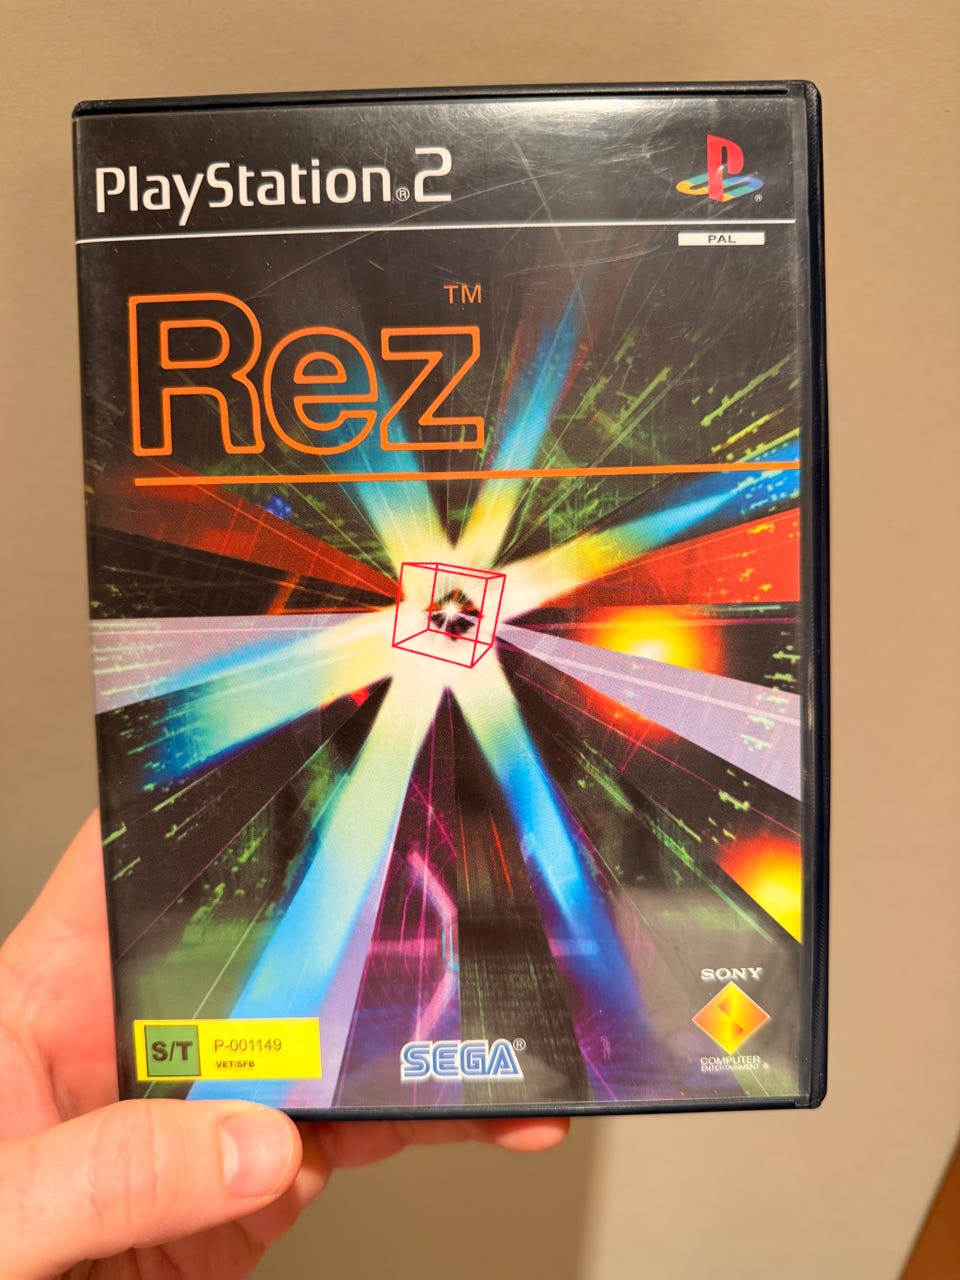 PlayStation®2
®
PAL
Rez™
SONY
S/T P-001149
VET/SFB
SEGA®
COMPUTER
ENTERTAINMENT ®